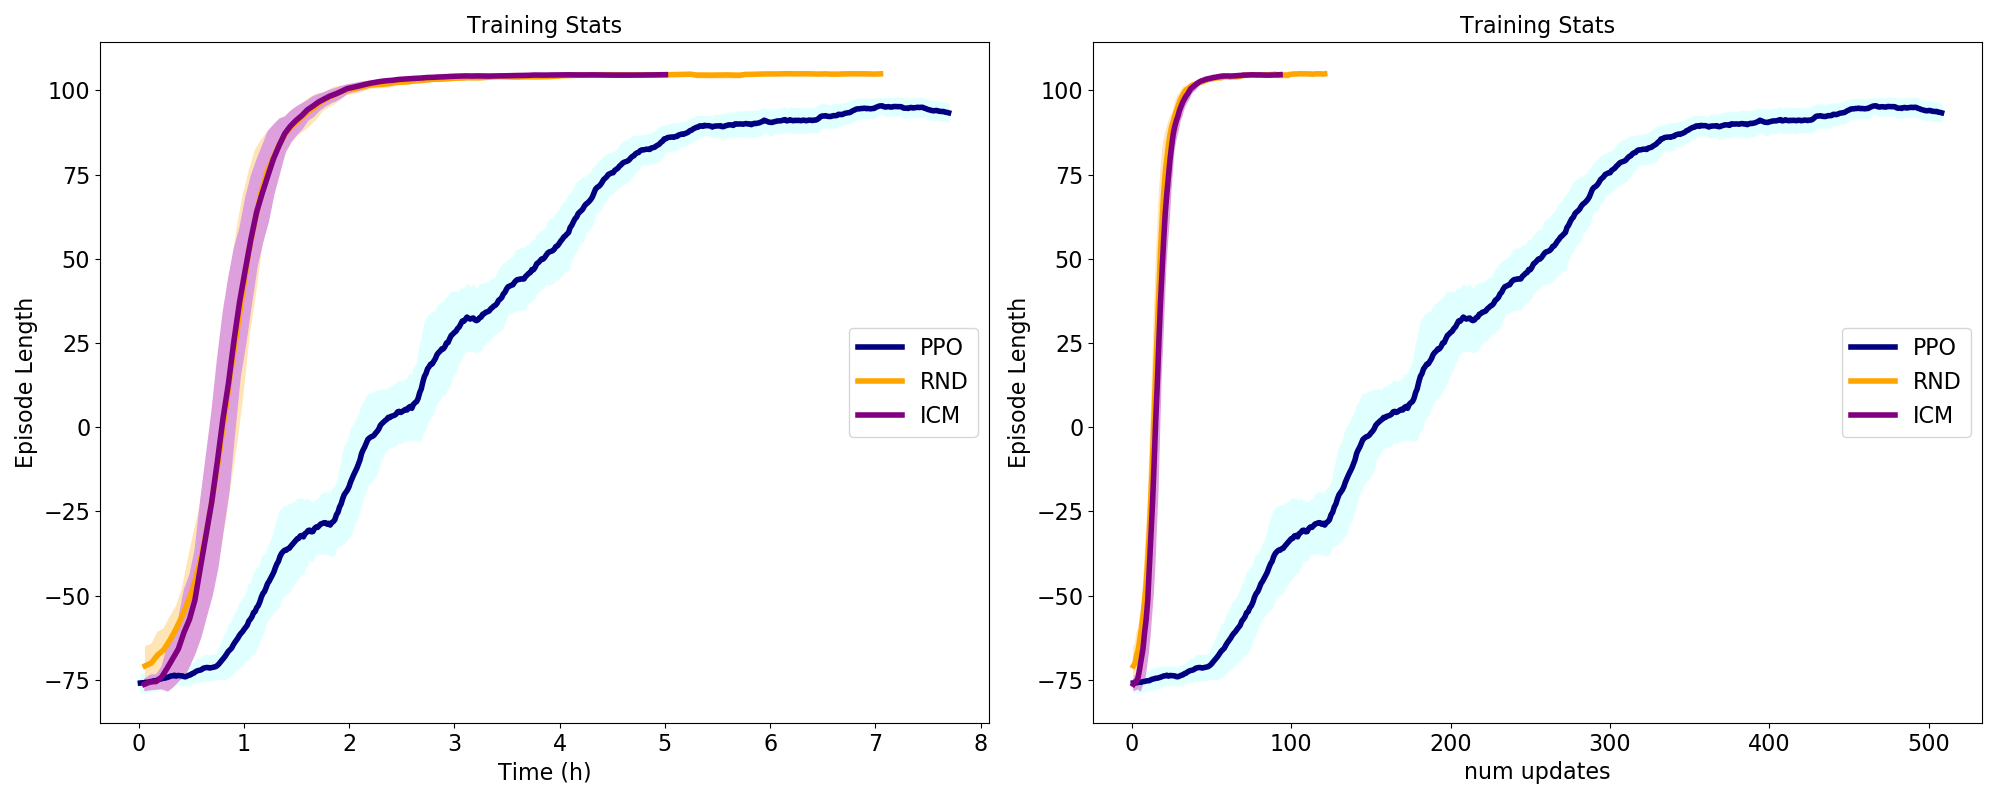 Training Stats
Episode Length
100
75
50
25
0
−25
−50
−75
0 1 2 3 4 5 6 7 8
Time (h)
PPO
RND
ICM
Training Stats
Episode Length
100
75
50
25
0
−25
−50
−75
0 100 200 300 400 500
num updates
PPO
RND
ICM